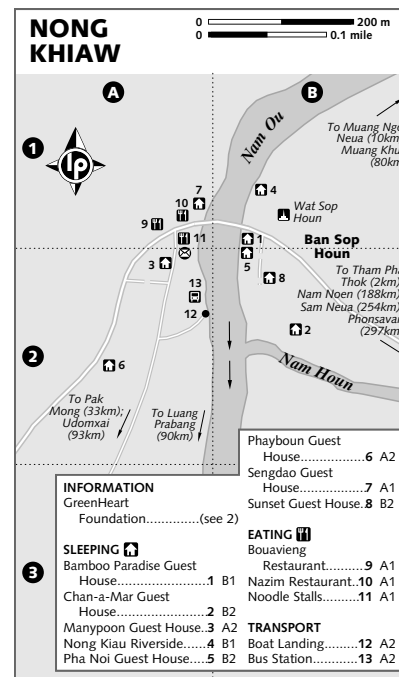 NONG
KHIAW
0 200 m
0 0.1 mile
A
B
1
lp
Nam Ou
To Muang Ngo
Neua (10km
Muang Khu
(80km
7
4
10
Wat Sop
Houn
9
11
1
Ban Sop
Houn
3
5
To Tham Pha
Thok (2km)
Nam Noen (188km)
Sam Neua (254km)
Phonsavan
(297km
8
13
12
2
2
6
Nam Houn
To Pak
Mong (33km);
Udomxai
(93km)
To Luang
Prabang
(90km)
3
INFORMATION
GreenHeart
Foundation..............(see 2)
SLEEPING
Bamboo Paradise Guest
House......................1 B1
Chan-a-Mar Guest
House......................2 B2
Manypoon Guest House..3 A2
Nong Kiau Riverside......4 B1
Pha Noi Guest House.....5 B2
Phayboun Guest
House.................6 A2
Sengdao Guest
House.................7 A1
Sunset Guest House..8 B2
EATING
Bouavieng
Restaurant..........9 A1
Nazim Restaurant..10 A1
Noodle Stalls.........11 A1
TRANSPORT
Boat Landing.........12 A2
Bus Station............13 A2